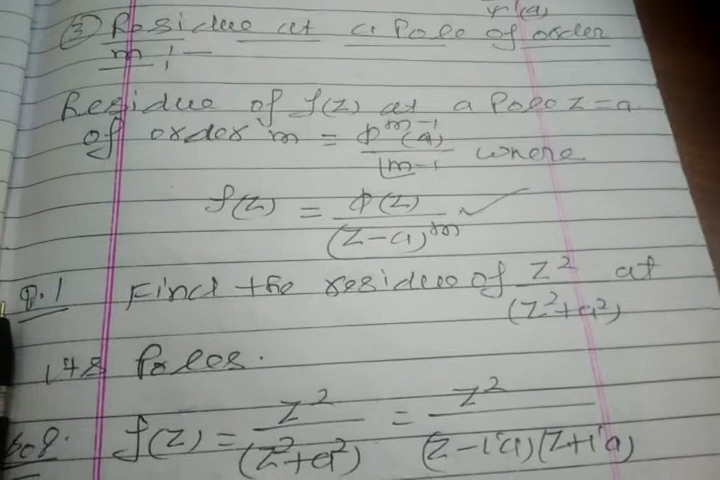 ψ'(a)
③ Residue at a Pole of order
m :-
Residue of f(z) at a Pole z = a
of order m = ϕ^{m-1}(a) / |m-1 where
f(z) = ϕ(z) / (z-a)^m ✓
Q.1 Find the residue of z² / (z²+a²) at
its Poles.
Sol. f(z) = z² / (z²+a²) = z² / (z-ia)(z+ia)